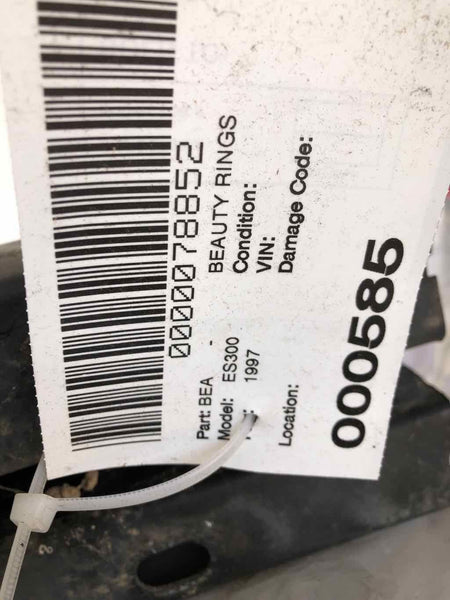 0000078852
Part: BEA - BEAUTY RINGS
Model: ES300 Condition:
1997 VIN:
Damage Code:
Location:
000585